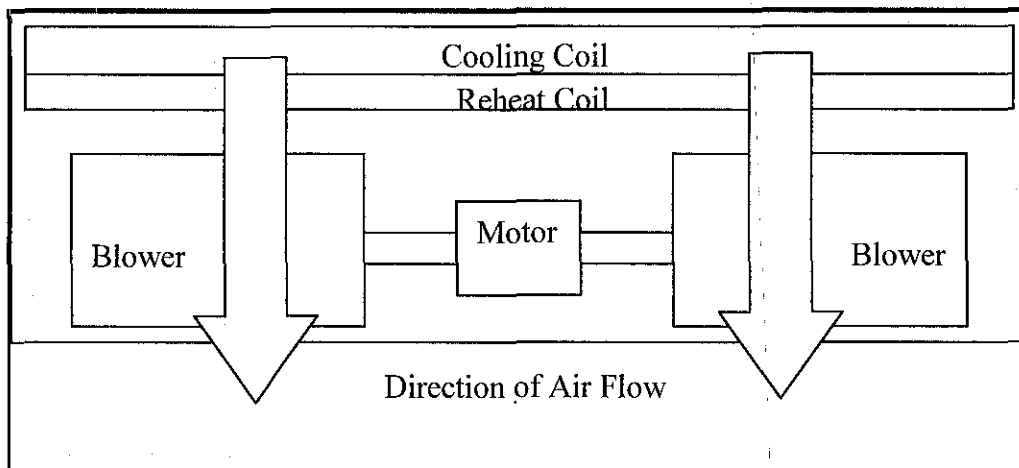 Cooling Coil
Reheat Coil
Motor
Blower
Blower
Direction of Air Flow